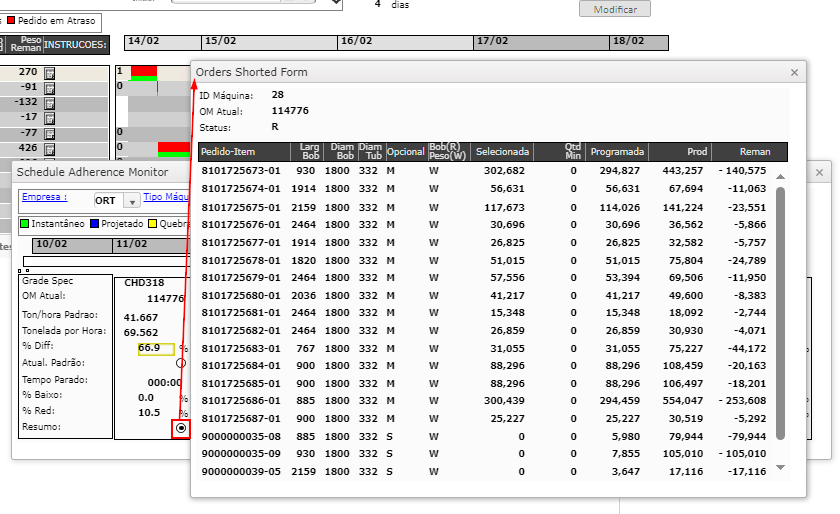 4 dias
Modificar
s Pedido em Atraso
Peso Reman INSTRUCOES:
14/02 15/02 16/02 17/02 18/02
270 1
-91 0
-132
-17
-77 0
426 0
Orders Shorted Form
ID Máquina: 28
OM Atual: 114776
Status: R
Pedido-Item Larg Bob Diam Bob Diam Tub Opcional Bob(R) Peso(W) Selecionada Qtd Min Programada Prod Reman
8101725673-01 930 1800 332 M W 302,682 0 294,827 443,257 - 140,575
8101725674-01 1914 1800 332 M W 56,631 0 56,631 67,694 -11,063
8101725675-01 2159 1800 332 M W 117,673 0 114,026 141,224 -23,551
8101725676-01 2464 1800 332 M W 30,696 0 30,696 36,562 -5,866
8101725677-01 1914 1800 332 M W 26,825 0 26,825 32,582 -5,757
8101725678-01 1820 1800 332 M W 51,015 0 51,015 75,804 -24,789
8101725679-01 2464 1800 332 M W 57,556 0 53,394 69,506 -11,950
8101725680-01 2036 1800 332 M W 41,217 0 41,217 49,600 -8,383
8101725681-01 2464 1800 332 M W 15,348 0 15,348 18,092 -2,744
8101725682-01 2464 1800 332 M W 26,859 0 26,859 30,930 -4,071
8101725683-01 767 1800 332 M W 31,055 0 31,055 75,227 -44,172
8101725684-01 900 1800 332 M W 88,296 0 88,296 108,459 -20,163
8101725685-01 900 1800 332 M W 88,296 0 88,296 106,497 -18,201
8101725686-01 885 1800 332 M W 300,439 0 294,459 554,047 - 253,608
8101725687-01 900 1800 332 M W 25,227 0 25,227 30,519 -5,292
9000000035-08 885 1800 332 S W 0 0 5,980 79,944 -79,944
9000000035-09 930 1800 332 S W 0 0 7,855 105,010 - 105,010
9000000039-05 2159 1800 332 S W 0 0 3,647 17,116 -17,116
Schedule Adherence Monitor
Empresa : ORT Tipo Máqu
Instantâneo Projetado Quebr
10/02 11/02
Grade Spec CHD318
OM Atual: 114776
Ton/hora Padrao: 41.667
Tonelada por Hora: 69.562
% Diff: 66.9 %
Atual. Padrão:
Tempo Parado: 000:00
% Baixo: 0.0 %
% Red: 10.5 %
Resumo: